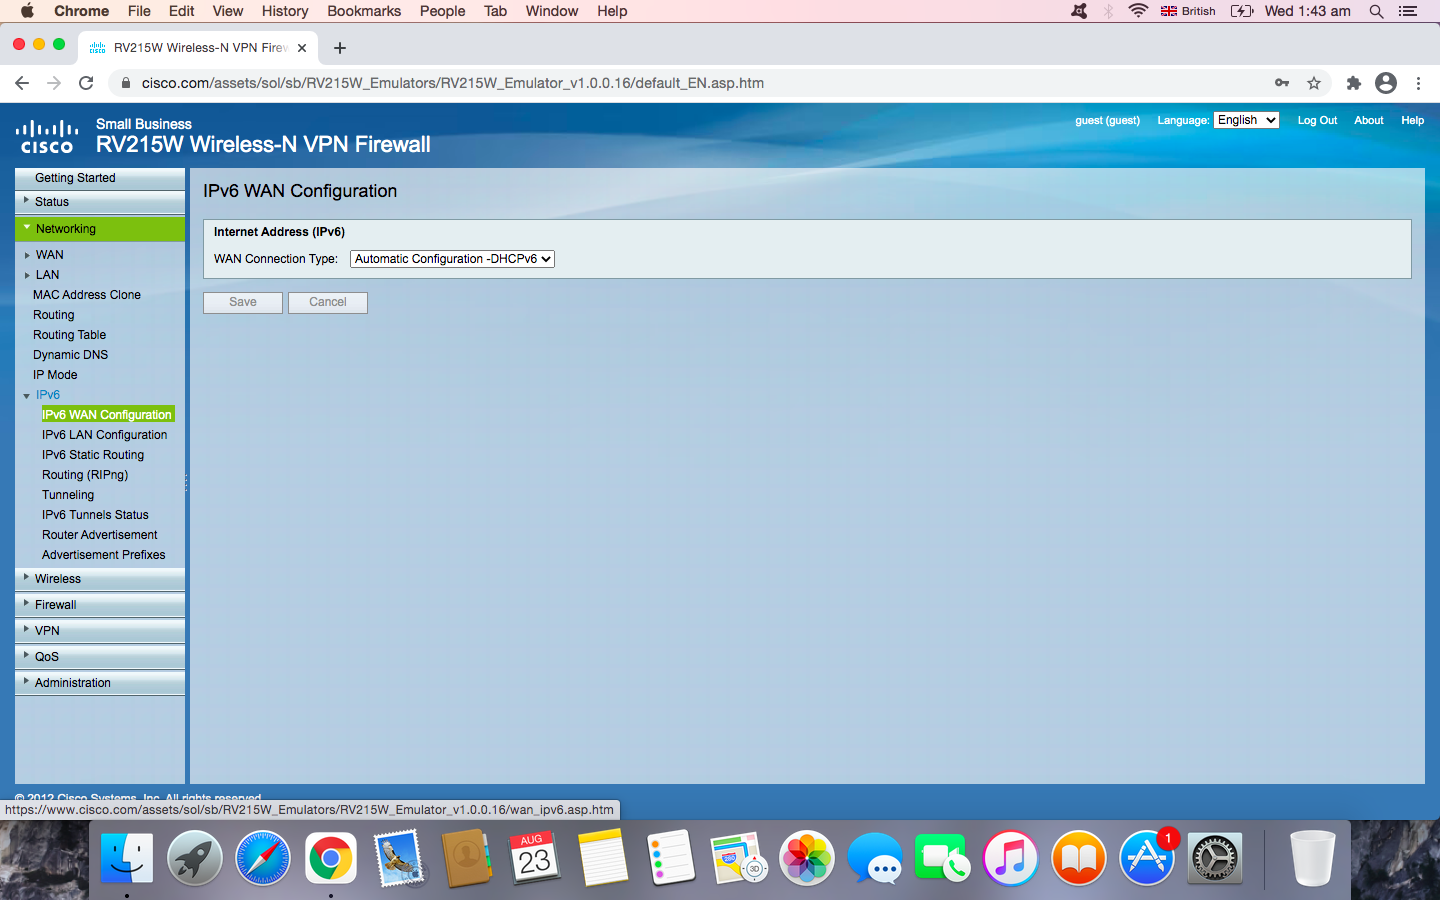 Chrome File Edit View History Bookmarks People Tab Window Help British Wed 1:43 am
RV215W Wireless-N VPN Firew
cisco.com/assets/sol/sb/RV215W_Emulators/RV215W_Emulator_v1.0.0.16/default_EN.asp.htm
cisco
Small Business
RV215W Wireless-N VPN Firewall
guest (guest) Language: English Log Out About Help
Getting Started
Status
Networking
WAN
LAN
MAC Address Clone
Routing
Routing Table
Dynamic DNS
IP Mode
IPv6
IPv6 WAN Configuration
IPv6 LAN Configuration
IPv6 Static Routing
Routing (RIPng)
Tunneling
IPv6 Tunnels Status
Router Advertisement
Advertisement Prefixes
Wireless
Firewall
VPN
QoS
Administration
IPv6 WAN Configuration
Internet Address (IPv6)
WAN Connection Type: Automatic Configuration -DHCPv6
Save Cancel
© 2012 Cisco Systems, Inc. All rights reserved.
https://www.cisco.com/assets/sol/sb/RV215W_Emulators/RV215W_Emulator_v1.0.0.16/wan_ipv6.asp.htm
AUG
23
280
3D
1